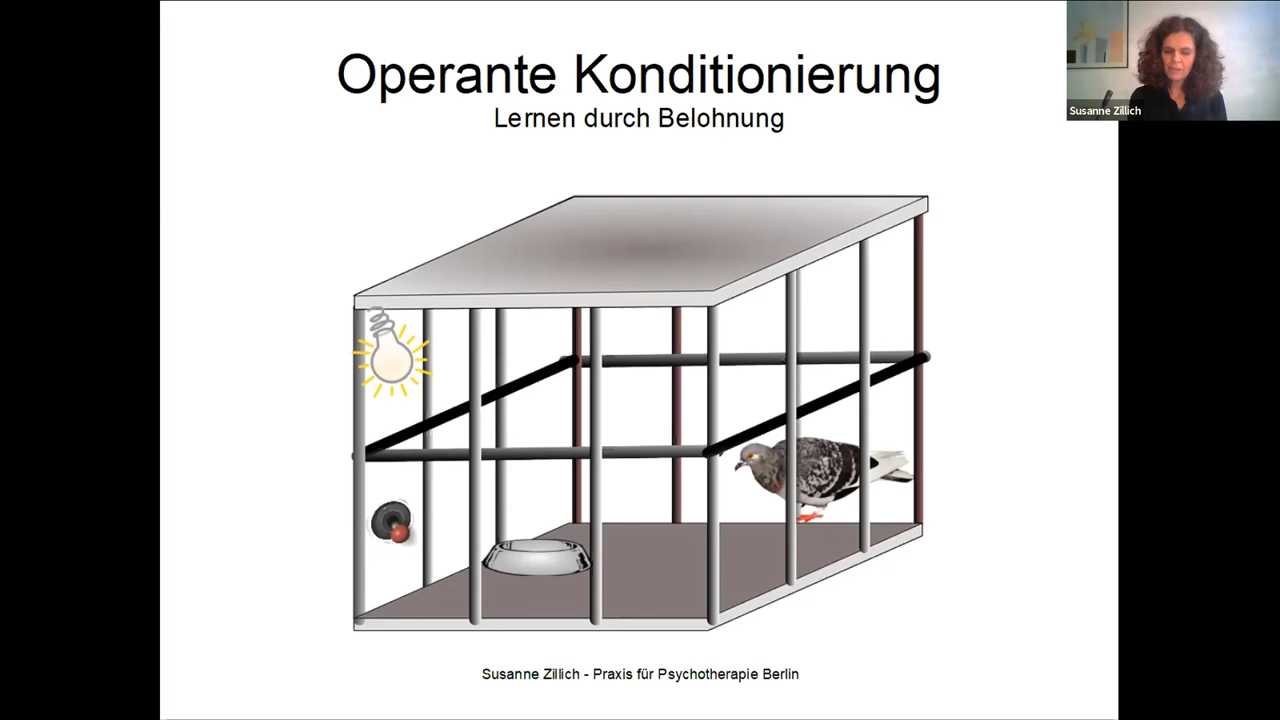 Operante Konditionierung
Lernen durch Belohnung
Susanne Zillich
Susanne Zillich - Praxis für Psychotherapie Berlin